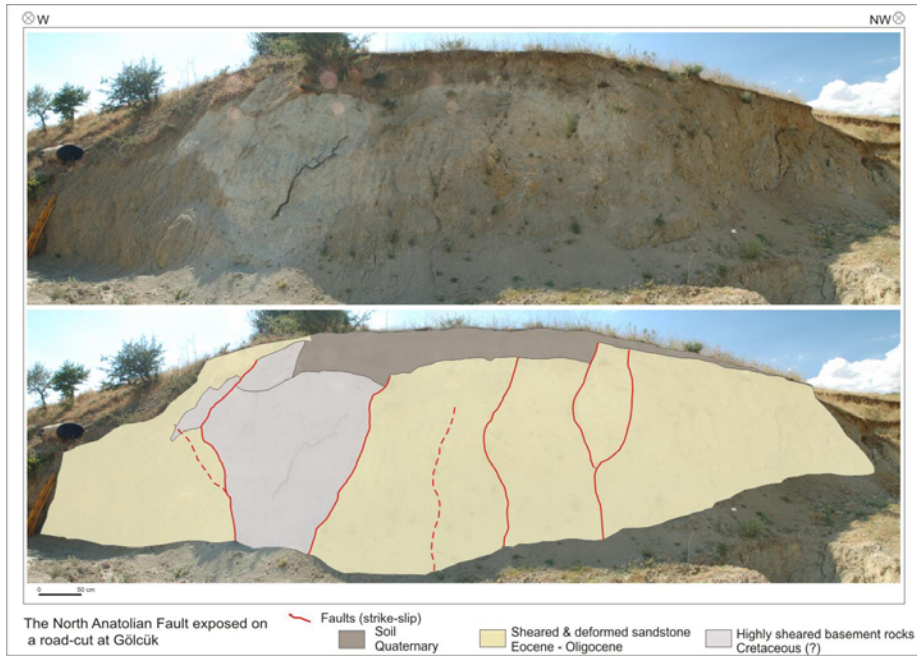 W
NW
0 50 cm
The North Anatolian Fault exposed on
a road-cut at Gölcük
Faults (strike-slip)
Soil
Quaternary
Sheared & deformed sandstone
Eocene - Oligocene
Highly sheared basement rocks
Cretaceous (?)